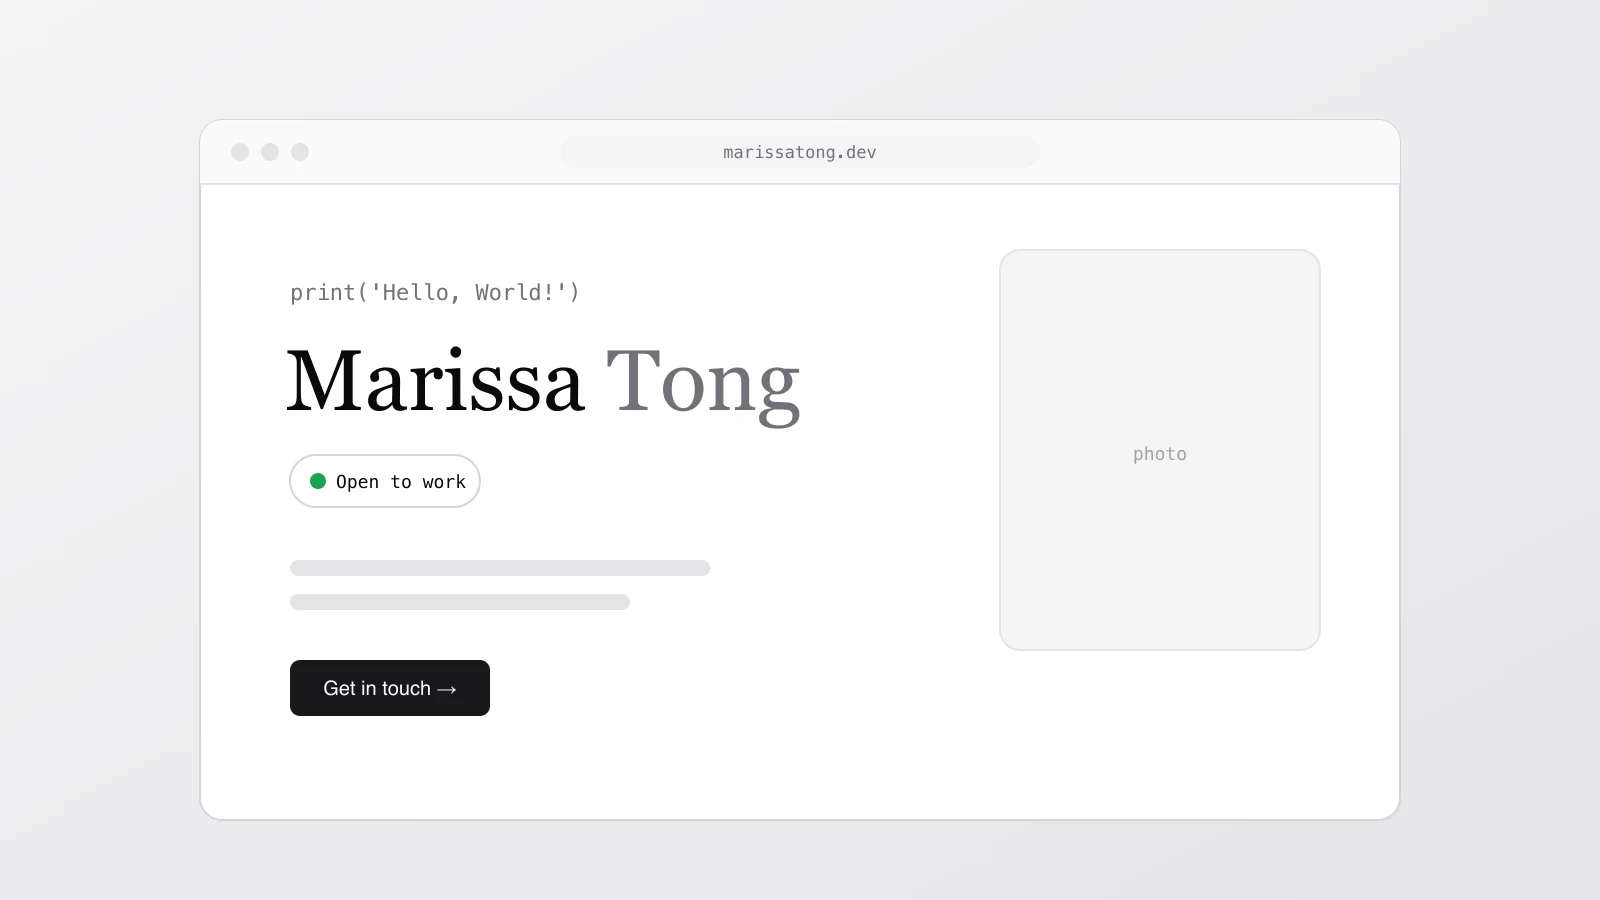 marissatong.dev
print('Hello, World!')
Marissa Tong
Open to work
photo
Get in touch →